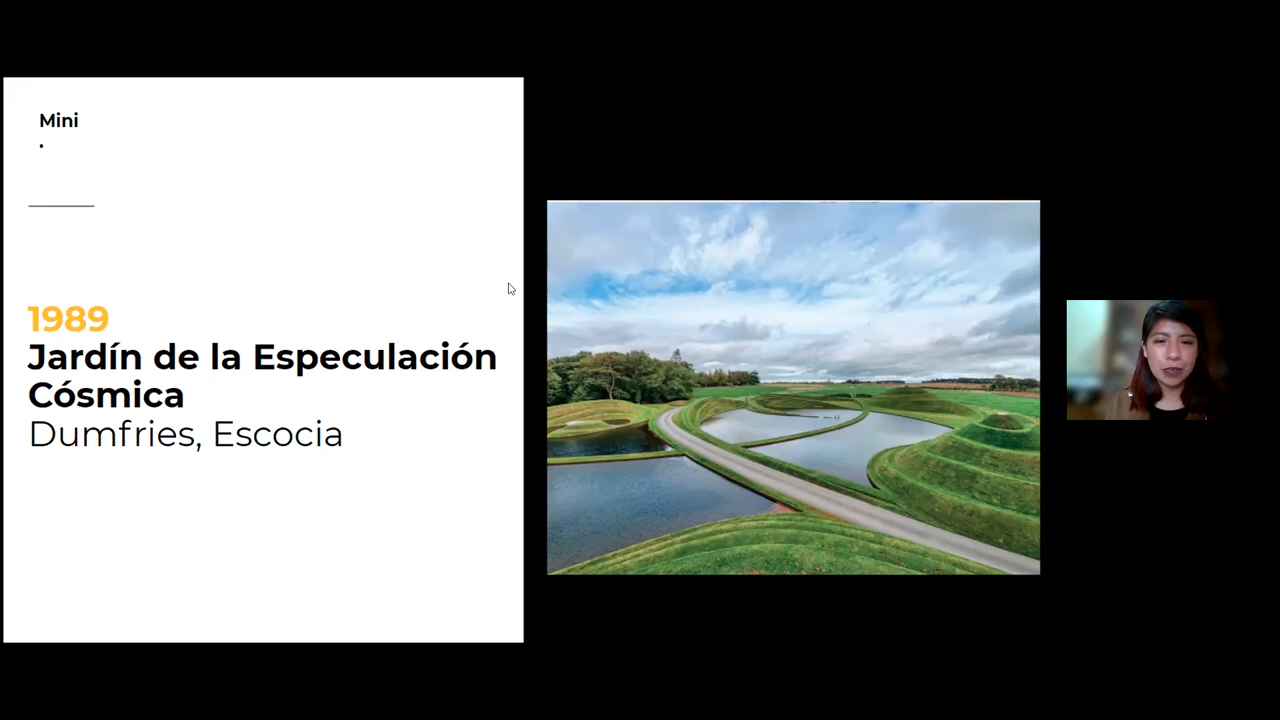 Mini
.
1989
Jardín de la Especulación
Cósmica
Dumfries, Escocia